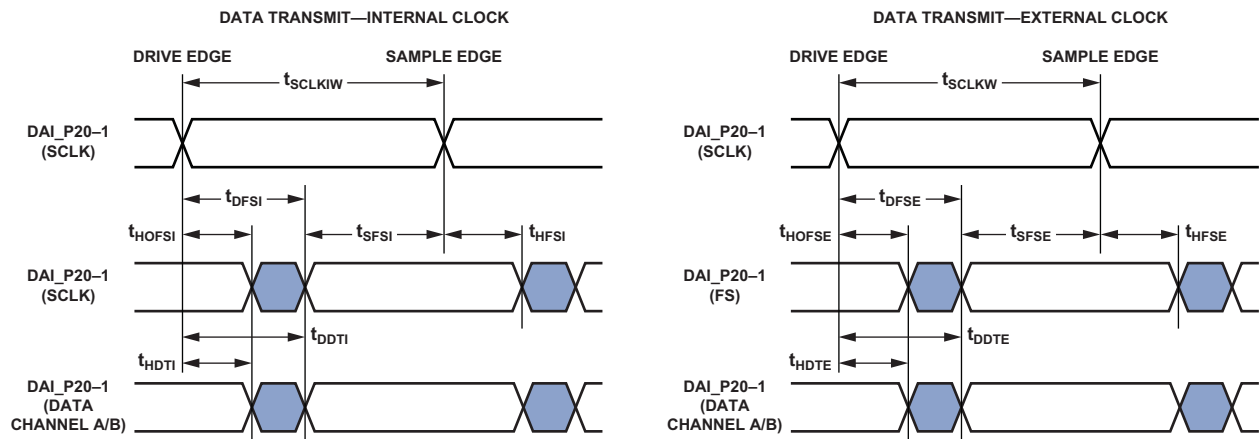 DATA TRANSMIT—INTERNAL CLOCK
DRIVE EDGE
SAMPLE EDGE
tSCLKIW
DAI_P20–1
(SCLK)
tDFSI
tHOFSI
tSFSI
tHFSI
DAI_P20–1
(SCLK)
tDDTI
tHDTI
DAI_P20–1
(DATA
CHANNEL A/B)
DATA TRANSMIT—EXTERNAL CLOCK
DRIVE EDGE
SAMPLE EDGE
tSCLKW
DAI_P20–1
(SCLK)
tDFSE
tHOFSE
tSFSE
tHFSE
DAI_P20–1
(FS)
tDDTE
tHDTE
DAI_P20–1
(DATA
CHANNEL A/B)